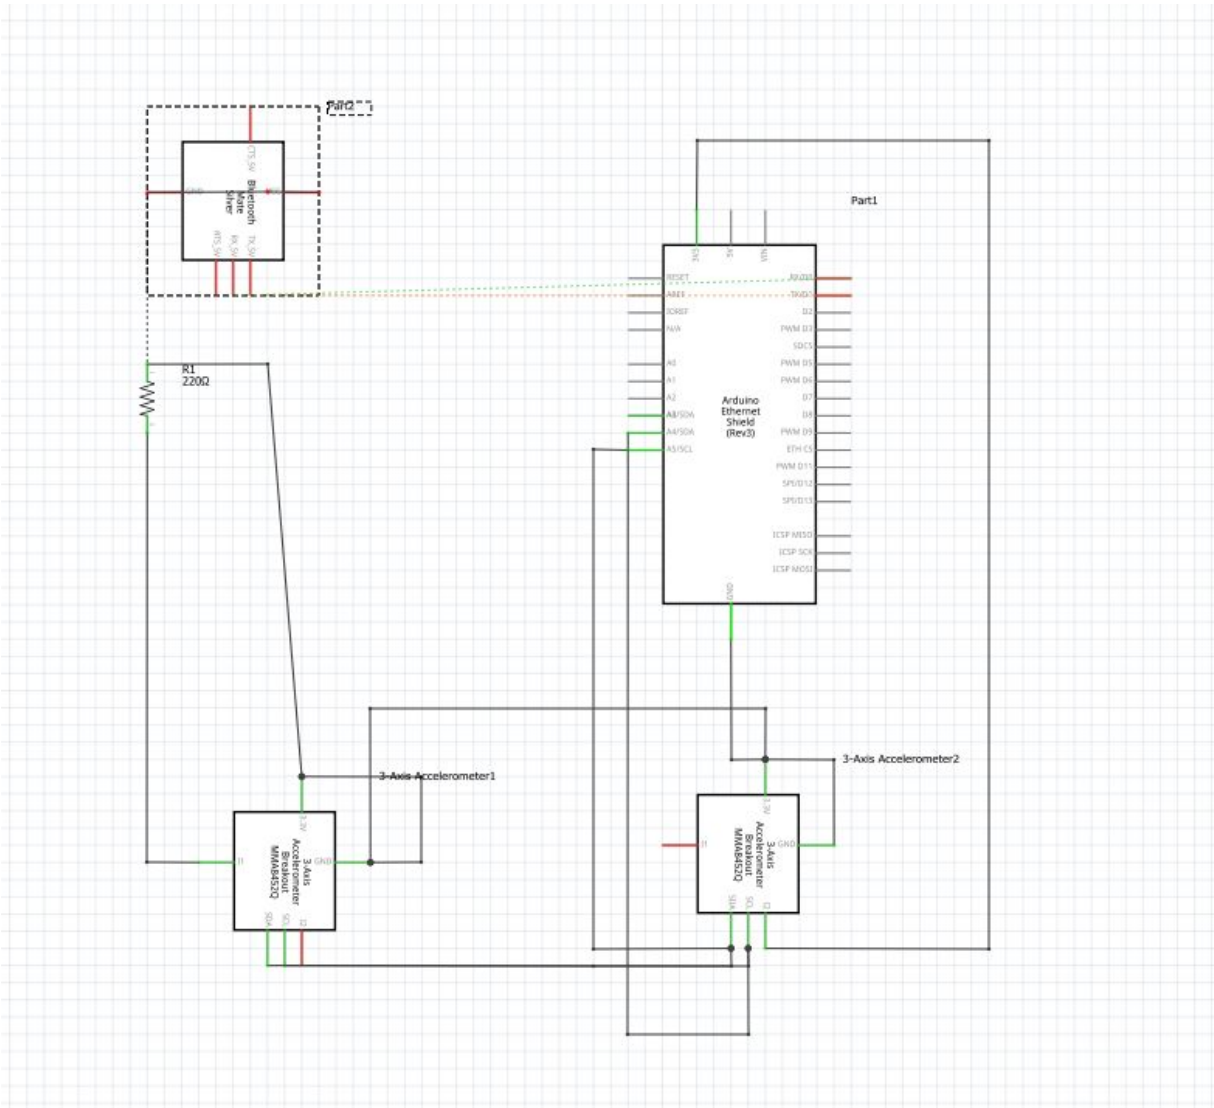 Part2
CTS_5V
GND
Bluetooth
Mate
Silver
RTS_5V
RX_5V
TX_5V
Part1
3V3
5V
VIN
RESET
RX/D0
AREF
TX/D1
IOREF
D2
N/A
PWM D3
SDCS
A0
PWM D5
A1
PWM D6
A2
D7
A3/SDA
D8
A4/SDA
PWM D9
A5/SCL
ETH CS
PWM D11
SPI/D12
SPI/D13
ICSP MISO
ICSP SCK
ICSP MOSI
Arduino
Ethernet
Shield
(Rev3)
GND
R1
220Ω
3-Axis Accelerometer1
3.3V
I1
GND
3-Axis
Accelerometer
Breakout
MMA8452Q
SDA
SCL
I2
3-Axis Accelerometer2
3.3V
I1
GND
3-Axis
Accelerometer
Breakout
MMA8452Q
SDA
SCL
I2